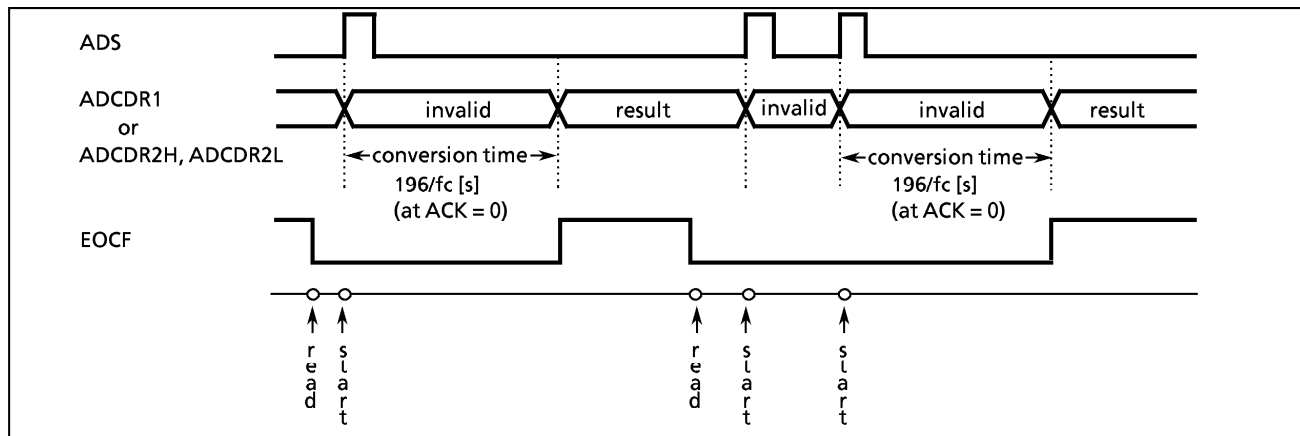 ADS
ADCDR1
or
ADCDR2H, ADCDR2L
invalid
result
invalid
invalid
result
conversion time
196/fc [s]
(at ACK = 0)
conversion time
196/fc [s]
(at ACK = 0)
EOCF
read
start
read
start
start